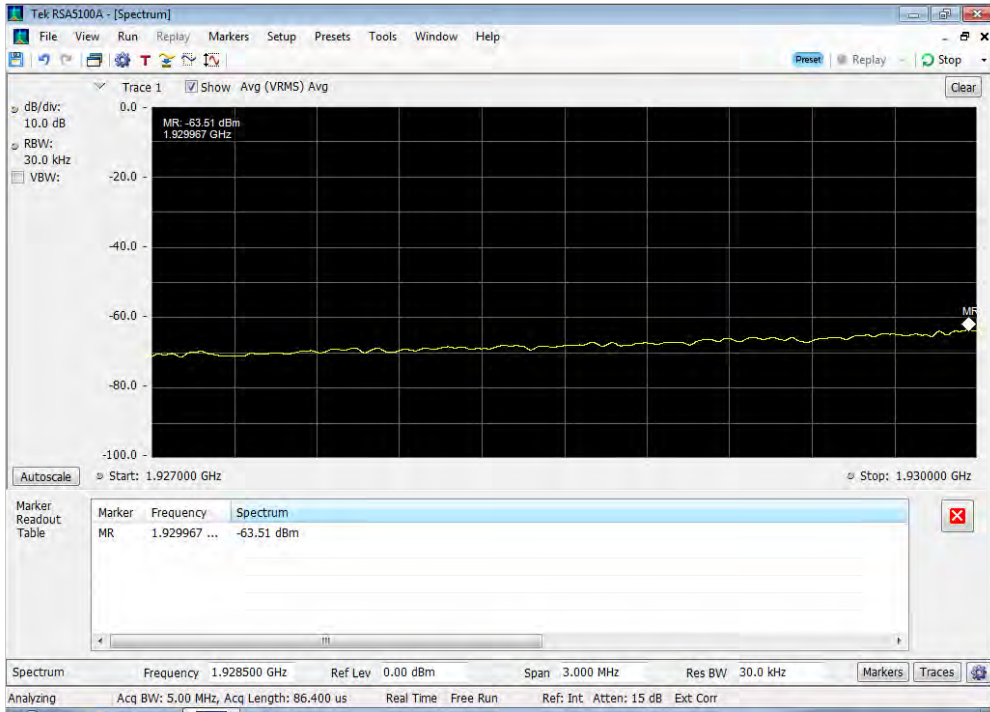 Tek RSA5100A - [Spectrum]
File View Run Replay Markers Setup Presets Tools Window Help
T
Preset Replay Stop
Trace 1 Show Avg (VRMS) Avg Clear
dB/div:
10.0 dB
RBW:
30.0 kHz
VBW:
0.0
-20.0
-40.0
-60.0
-80.0
-100.0
MR: -63.51 dBm
1.929967 GHz
MR
Autoscale Start: 1.927000 GHz Stop: 1.930000 GHz
Marker
Readout
Table
Marker Frequency Spectrum
MR 1.929967 ... -63.51 dBm
Spectrum Frequency 1.928500 GHz Ref Lev 0.00 dBm Span 3.000 MHz Res BW 30.0 kHz Markers Traces
Analyzing Acq BW: 5.00 MHz, Acq Length: 86.400 us Real Time Free Run Ref: Int Atten: 15 dB Ext Corr